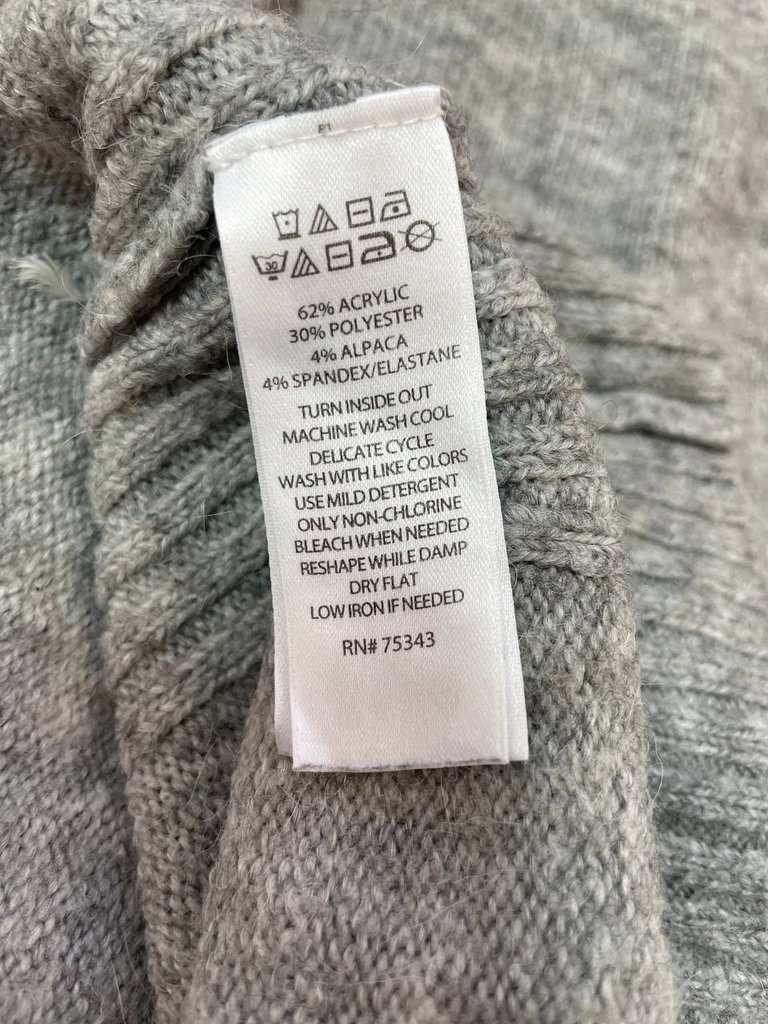 30
62% ACRYLIC
30% POLYESTER
4% ALPACA
4% SPANDEX/ELASTANE
TURN INSIDE OUT
MACHINE WASH COOL
DELICATE CYCLE
WASH WITH LIKE COLORS
USE MILD DETERGENT
ONLY NON-CHLORINE
BLEACH WHEN NEEDED
RESHAPE WHILE DAMP
DRY FLAT
LOW IRON IF NEEDED
RN# 75343